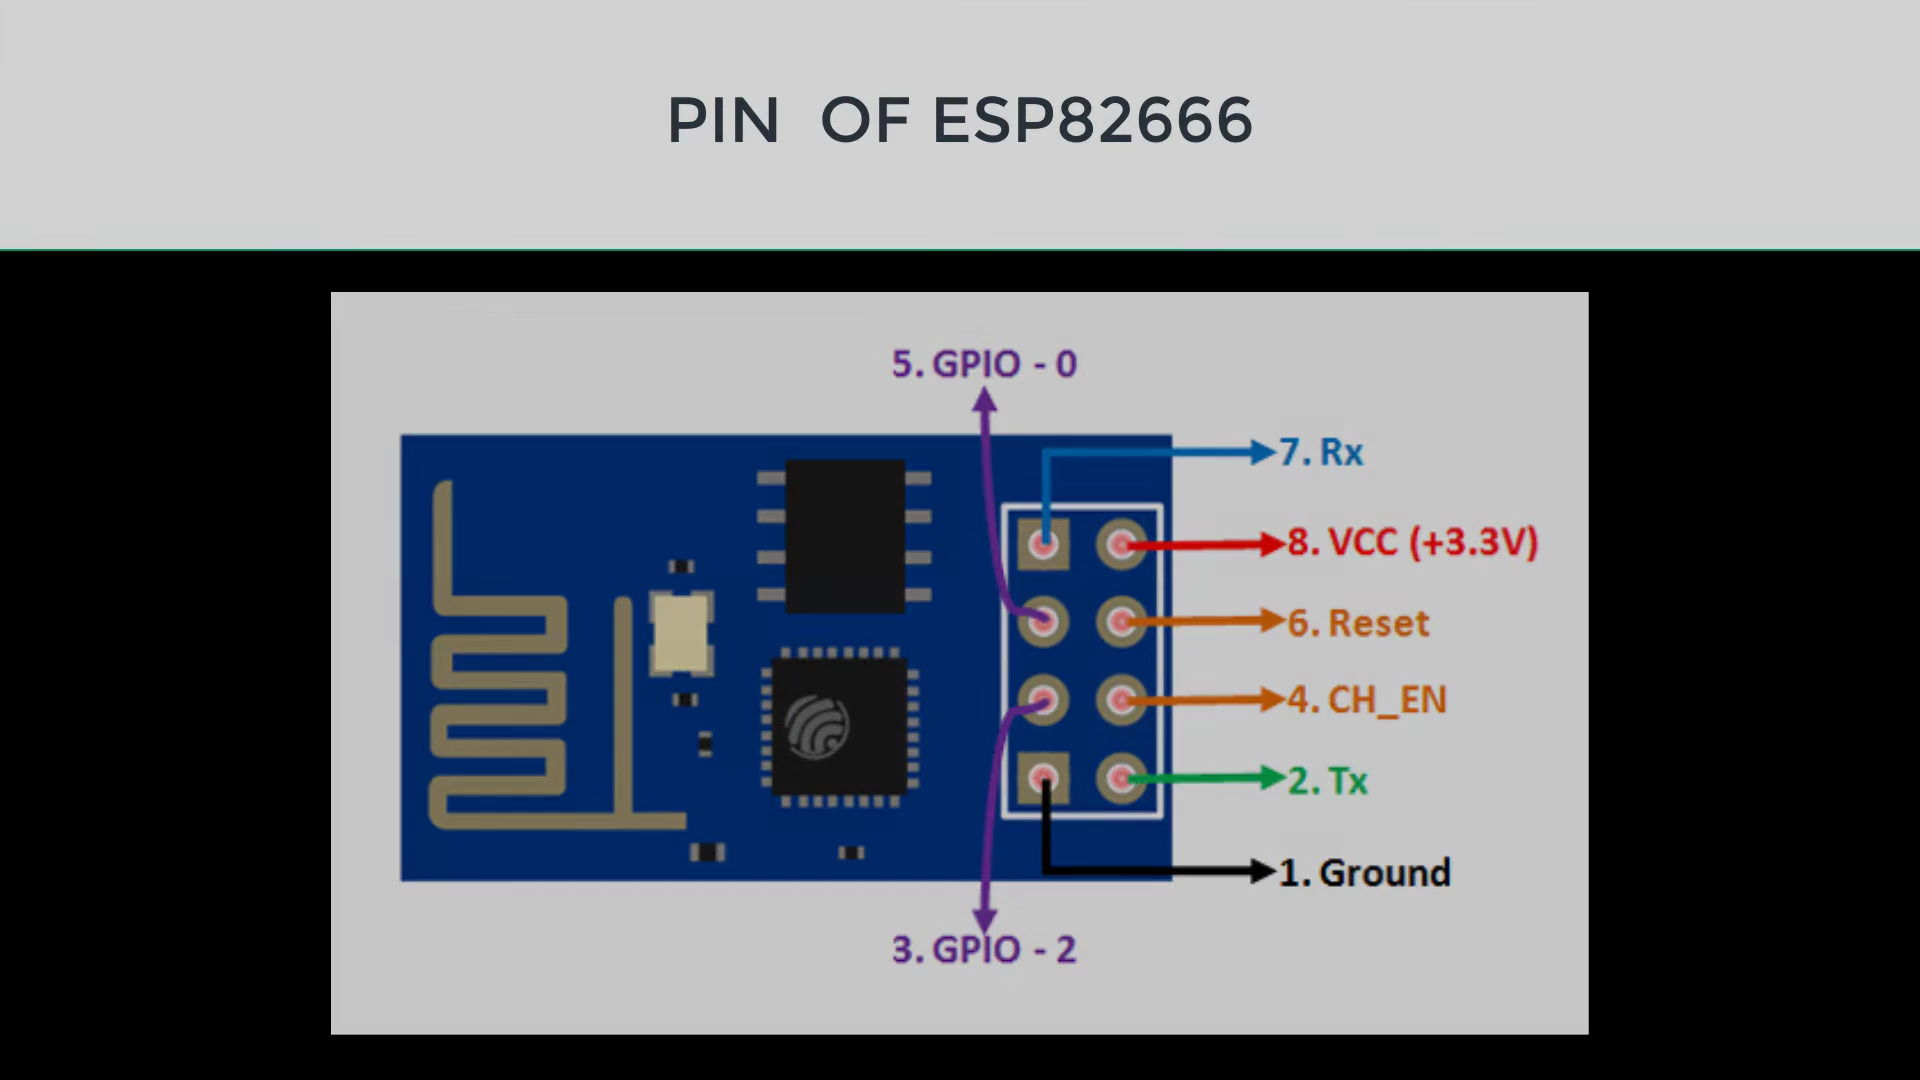 PIN OF ESP82666
5. GPIO - 0
7. Rx
8. VCC (+3.3V)
6. Reset
4. CH_EN
2. Tx
1. Ground
3. GPIO - 2